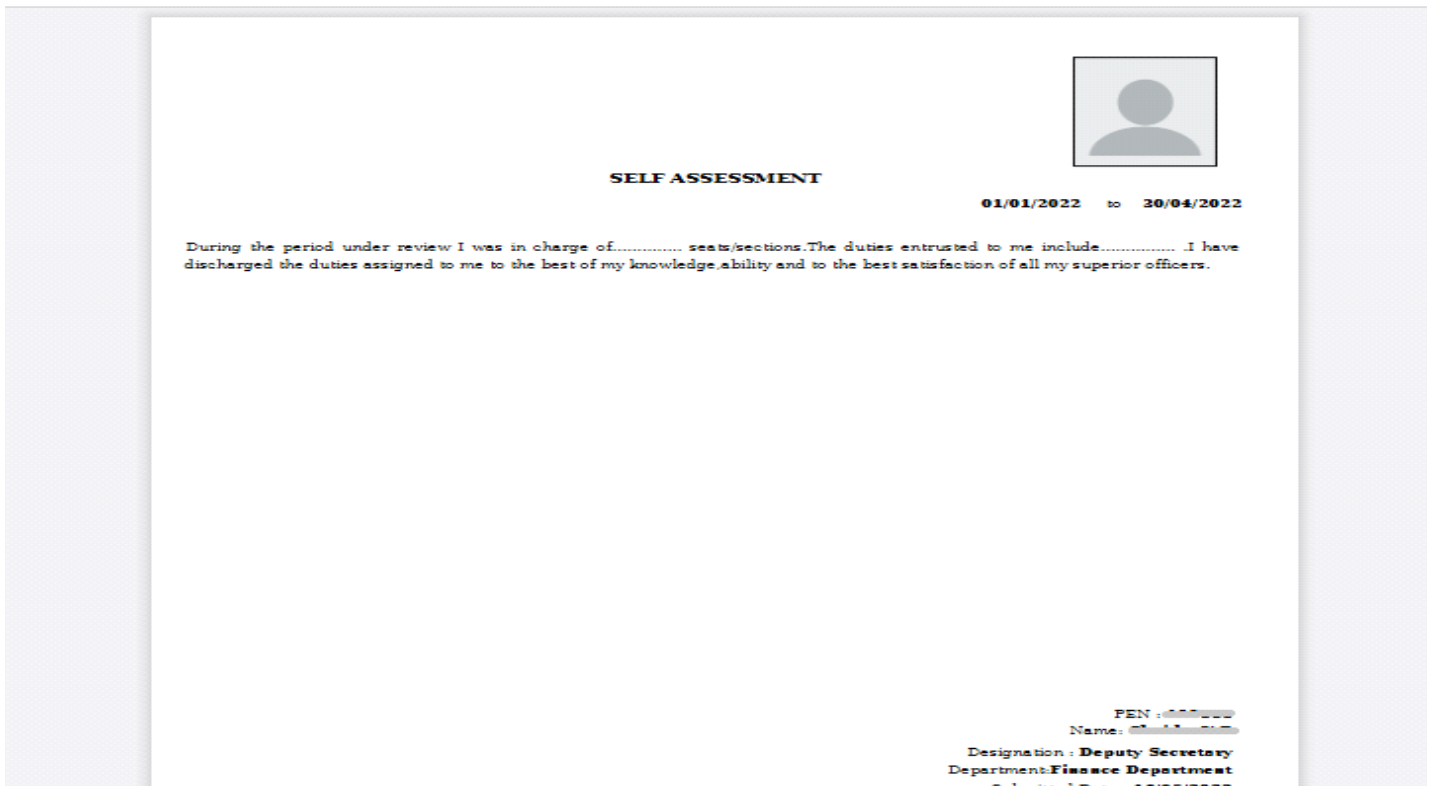 SELF ASSESSMENT
01/01/2022 to 30/04/2022
During the period under review I was in charge of.............. seats/sections.The duties entrusted to me include............... .I have
discharged the duties assigned to me to the best of my knowledge,ability and to the best satisfaction of all my superior officers.
PEN :
Name:
Designation : Deputy Secretary
Department:Finance Department